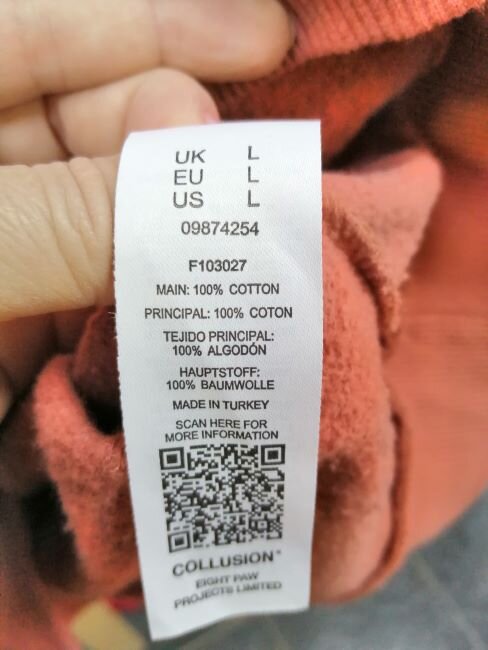 UK L
EU L
US L
09874254
F103027
MAIN: 100% COTTON
PRINCIPAL: 100% COTON
TEJIDO PRINCIPAL:
100% ALGODÓN
HAUPTSTOFF:
100% BAUMWOLLE
MADE IN TURKEY
SCAN HERE FOR
MORE INFORMATION
COLLUSION®
EIGHT PAW
PROJECTS LIMITED